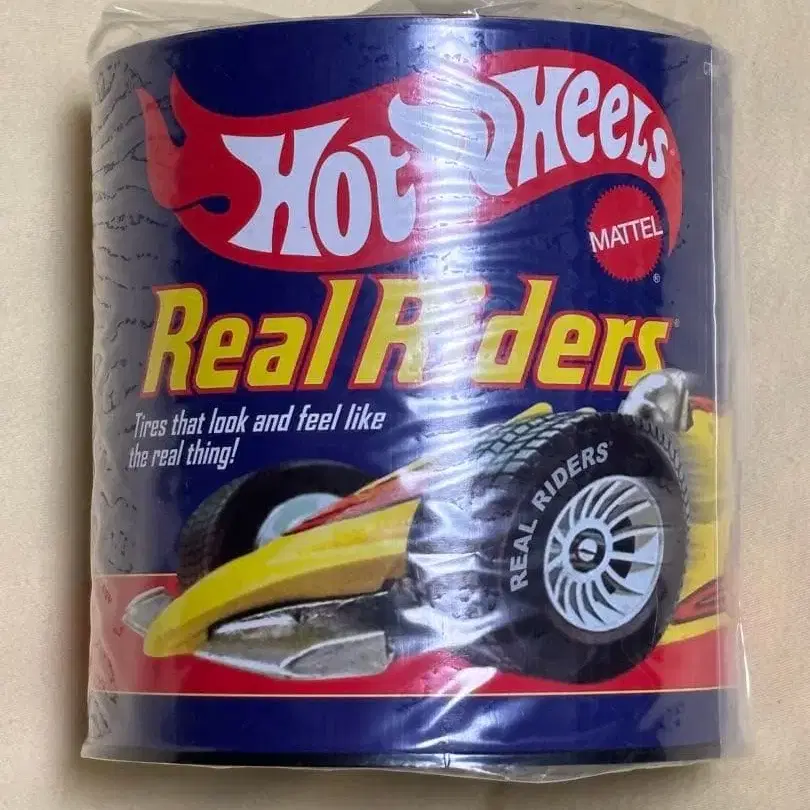 Hot Wheels
MATTEL
®
Real Riders®
Tires that look and feel like
the real thing!
REAL RIDERS